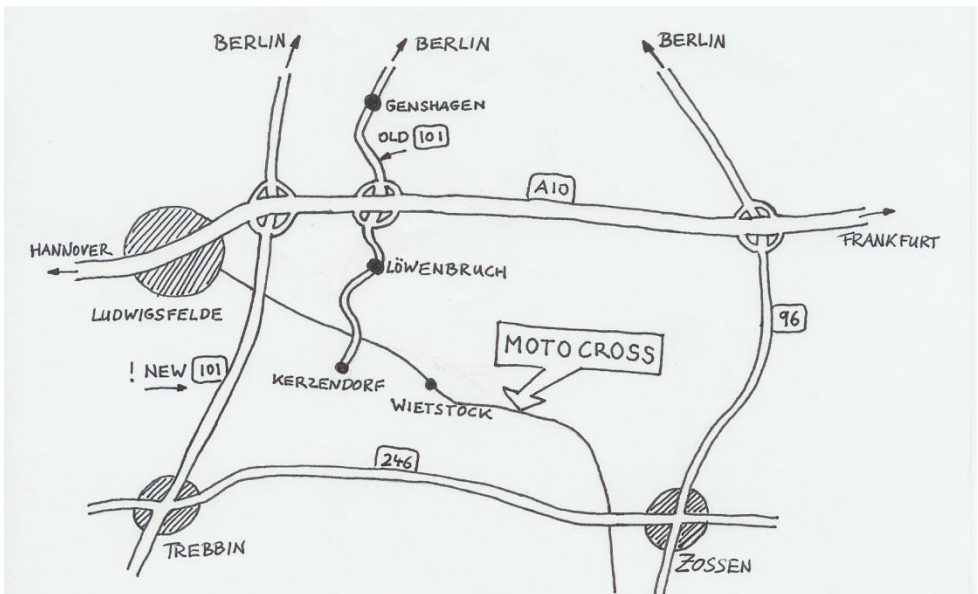 BERLIN
BERLIN
BERLIN
GENSHAGEN
OLD 101
A10
HANNOVER
FRANKFURT
LÖWENBRUCH
LUDWIGSFELDE
96
MOTO CROSS
! NEW 101
KERZENDORF
WIETSTOCK
246
TREBBIN
ZOSSEN